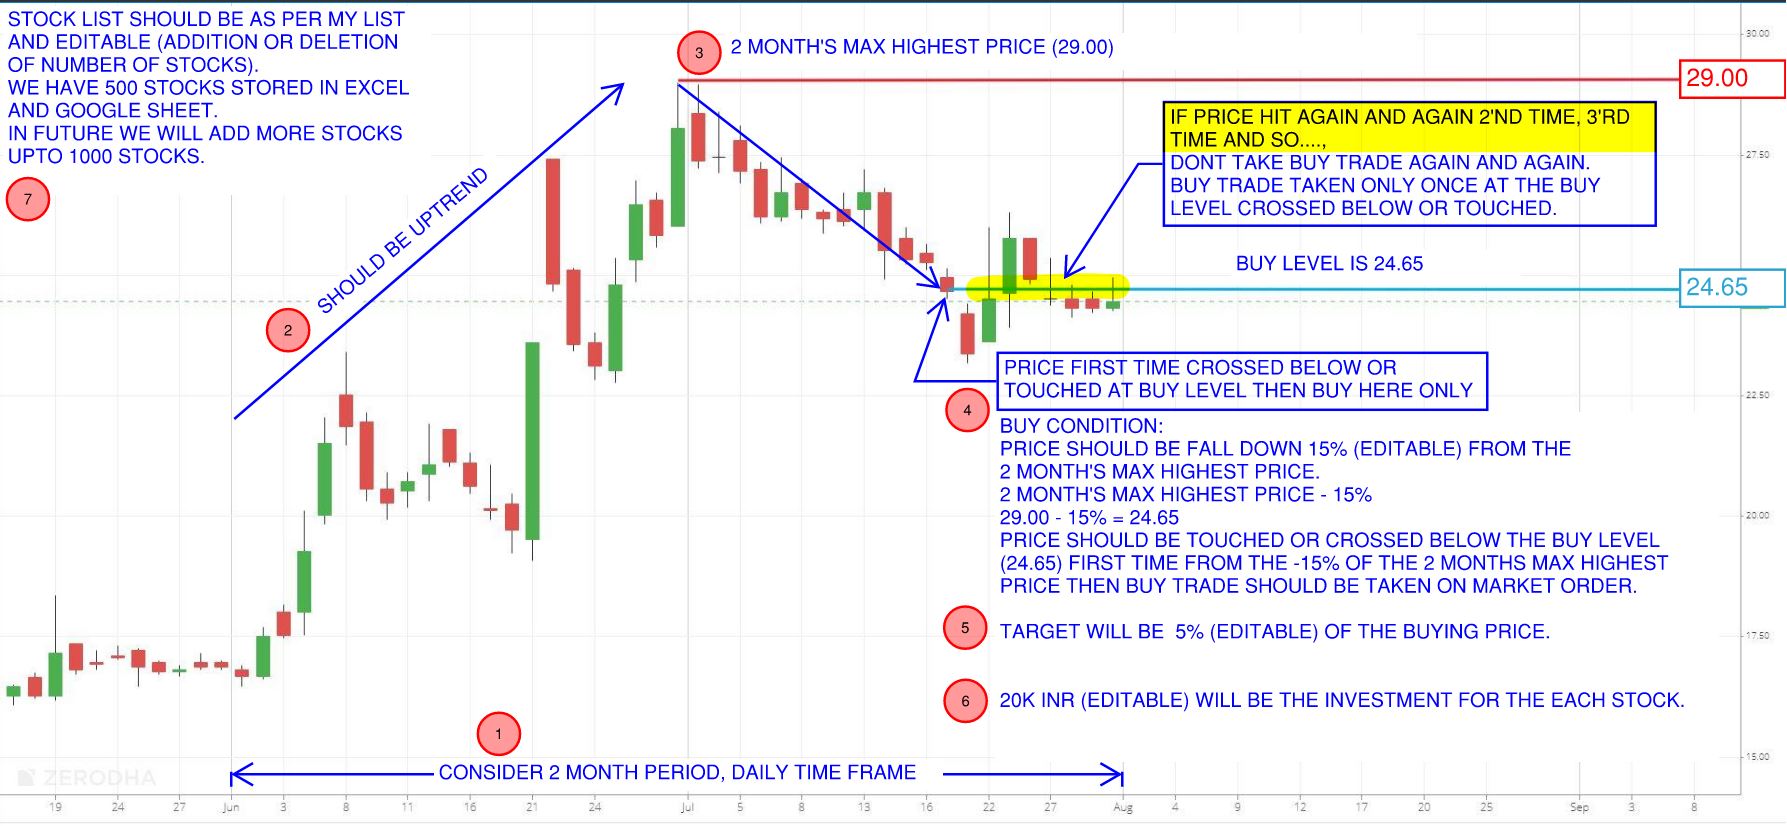 STOCK LIST SHOULD BE AS PER MY LIST
AND EDITABLE (ADDITION OR DELETION
OF NUMBER OF STOCKS).
WE HAVE 500 STOCKS STORED IN EXCEL
AND GOOGLE SHEET.
IN FUTURE WE WILL ADD MORE STOCKS
UPTO 1000 STOCKS.
7
2
SHOULD BE UPTREND
3
2 MONTH'S MAX HIGHEST PRICE (29.00)
30.00
29.00
IF PRICE HIT AGAIN AND AGAIN 2'ND TIME, 3'RD
TIME AND SO....,
DONT TAKE BUY TRADE AGAIN AND AGAIN.
BUY TRADE TAKEN ONLY ONCE AT THE BUY
LEVEL CROSSED BELOW OR TOUCHED.
27.50
BUY LEVEL IS 24.65
24.65
PRICE FIRST TIME CROSSED BELOW OR
TOUCHED AT BUY LEVEL THEN BUY HERE ONLY
22.50
4
BUY CONDITION:
PRICE SHOULD BE FALL DOWN 15% (EDITABLE) FROM THE
2 MONTH'S MAX HIGHEST PRICE.
2 MONTH'S MAX HIGHEST PRICE - 15%
29.00 - 15% = 24.65
20.00
PRICE SHOULD BE TOUCHED OR CROSSED BELOW THE BUY LEVEL
(24.65) FIRST TIME FROM THE -15% OF THE 2 MONTHS MAX HIGHEST
PRICE THEN BUY TRADE SHOULD BE TAKEN ON MARKET ORDER.
5
TARGET WILL BE  5% (EDITABLE) OF THE BUYING PRICE.
17.50
6
20K INR (EDITABLE) WILL BE THE INVESTMENT FOR THE EACH STOCK.
1
15.00
CONSIDER 2 MONTH PERIOD, DAILY TIME FRAME
ZERODHA
19 24 27 Jun 3 8 11 16 21 24 Jul 5 8 13 16 22 27 Aug 4 9 12 17 20 25 Sep 3 8